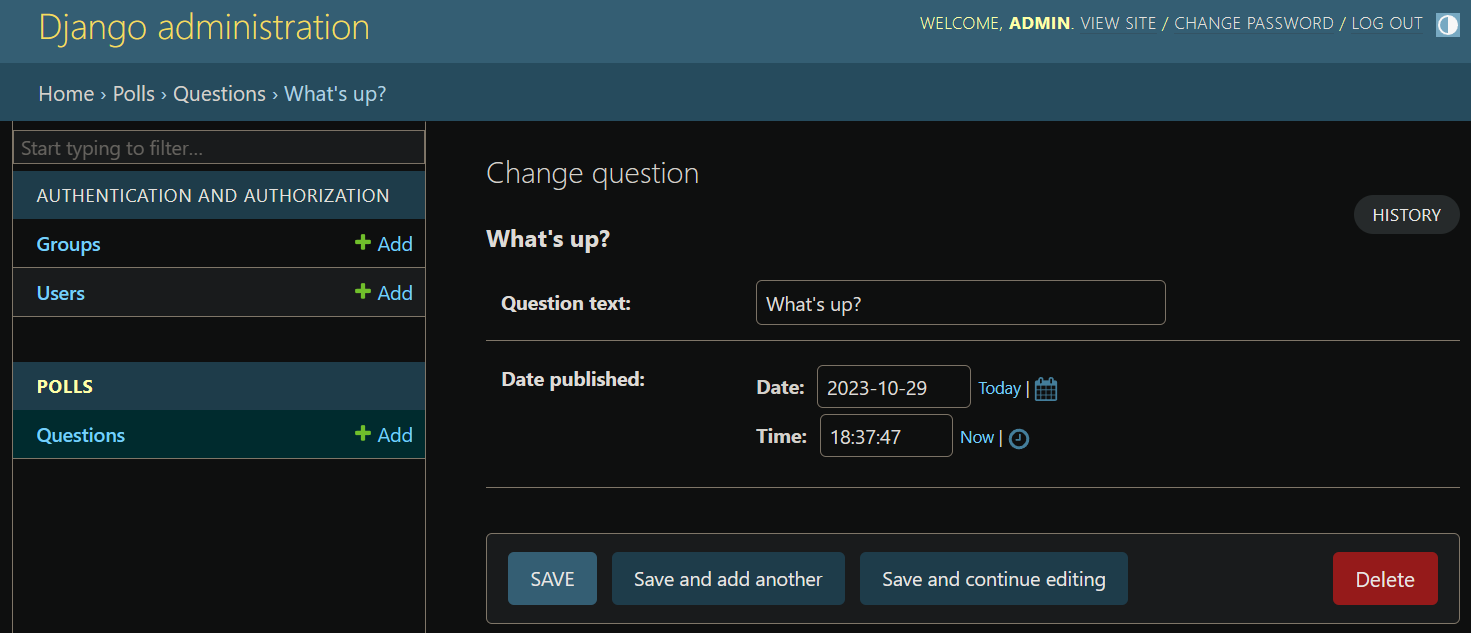 Django administration
WELCOME, ADMIN. VIEW SITE / CHANGE PASSWORD / LOG OUT
Home › Polls › Questions › What's up?
Start typing to filter...
AUTHENTICATION AND AUTHORIZATION
Groups + Add
Users + Add
POLLS
Questions + Add
Change question
HISTORY
What's up?
Question text: What's up?
Date published: Date: 2023-10-29 Today |
Time: 18:37:47 Now |
SAVE Save and add another Save and continue editing Delete